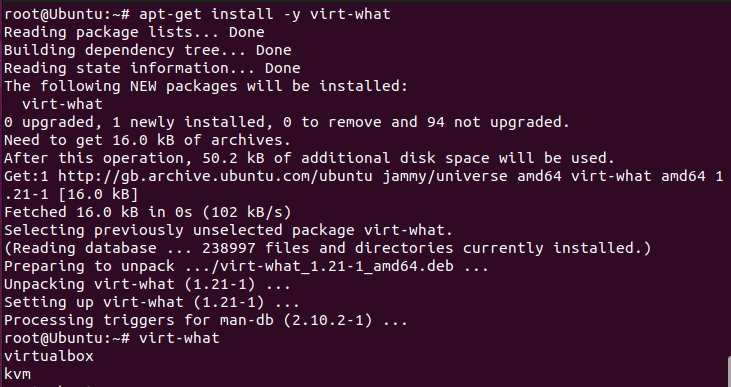 root@Ubuntu:~# apt-get install -y virt-what
Reading package lists... Done
Building dependency tree... Done
Reading state information... Done
The following NEW packages will be installed:
  virt-what
0 upgraded, 1 newly installed, 0 to remove and 94 not upgraded.
Need to get 16.0 kB of archives.
After this operation, 50.2 kB of additional disk space will be used.
Get:1 http://gb.archive.ubuntu.com/ubuntu jammy/universe amd64 virt-what amd64 1
.21-1 [16.0 kB]
Fetched 16.0 kB in 0s (102 kB/s)
Selecting previously unselected package virt-what.
(Reading database ... 238997 files and directories currently installed.)
Preparing to unpack .../virt-what_1.21-1_amd64.deb ...
Unpacking virt-what (1.21-1) ...
Setting up virt-what (1.21-1) ...
Processing triggers for man-db (2.10.2-1) ...
root@Ubuntu:~# virt-what
virtualbox
kvm